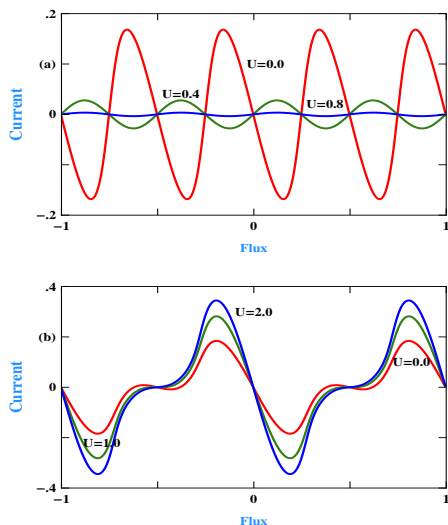 .2
(a)
U=0.0
U=0.4
U=0.8
Current
0
−.2
−1
0
1
Flux
.4
(b)
U=2.0
U=0.0
Current
0
U=1.0
−.4
−1
0
1
Flux